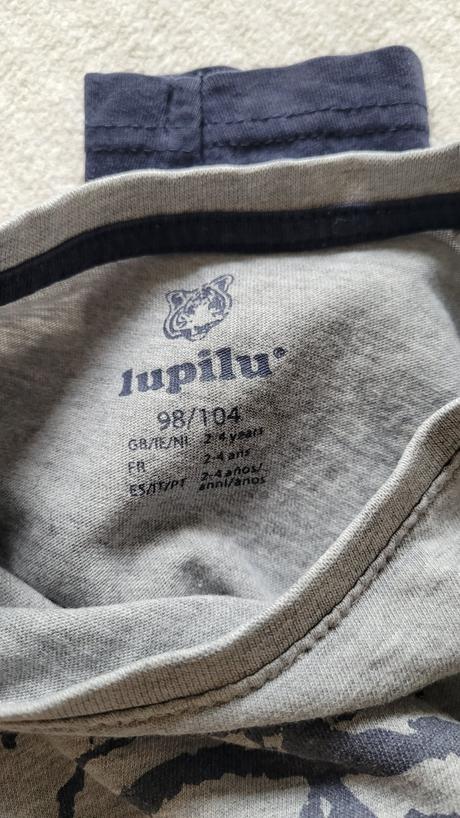 lupilu®
98/104
GB/IE/NI 2-4 years
FR 2-4 ans
ES/IT/PT 2-4 años/
anni/anos